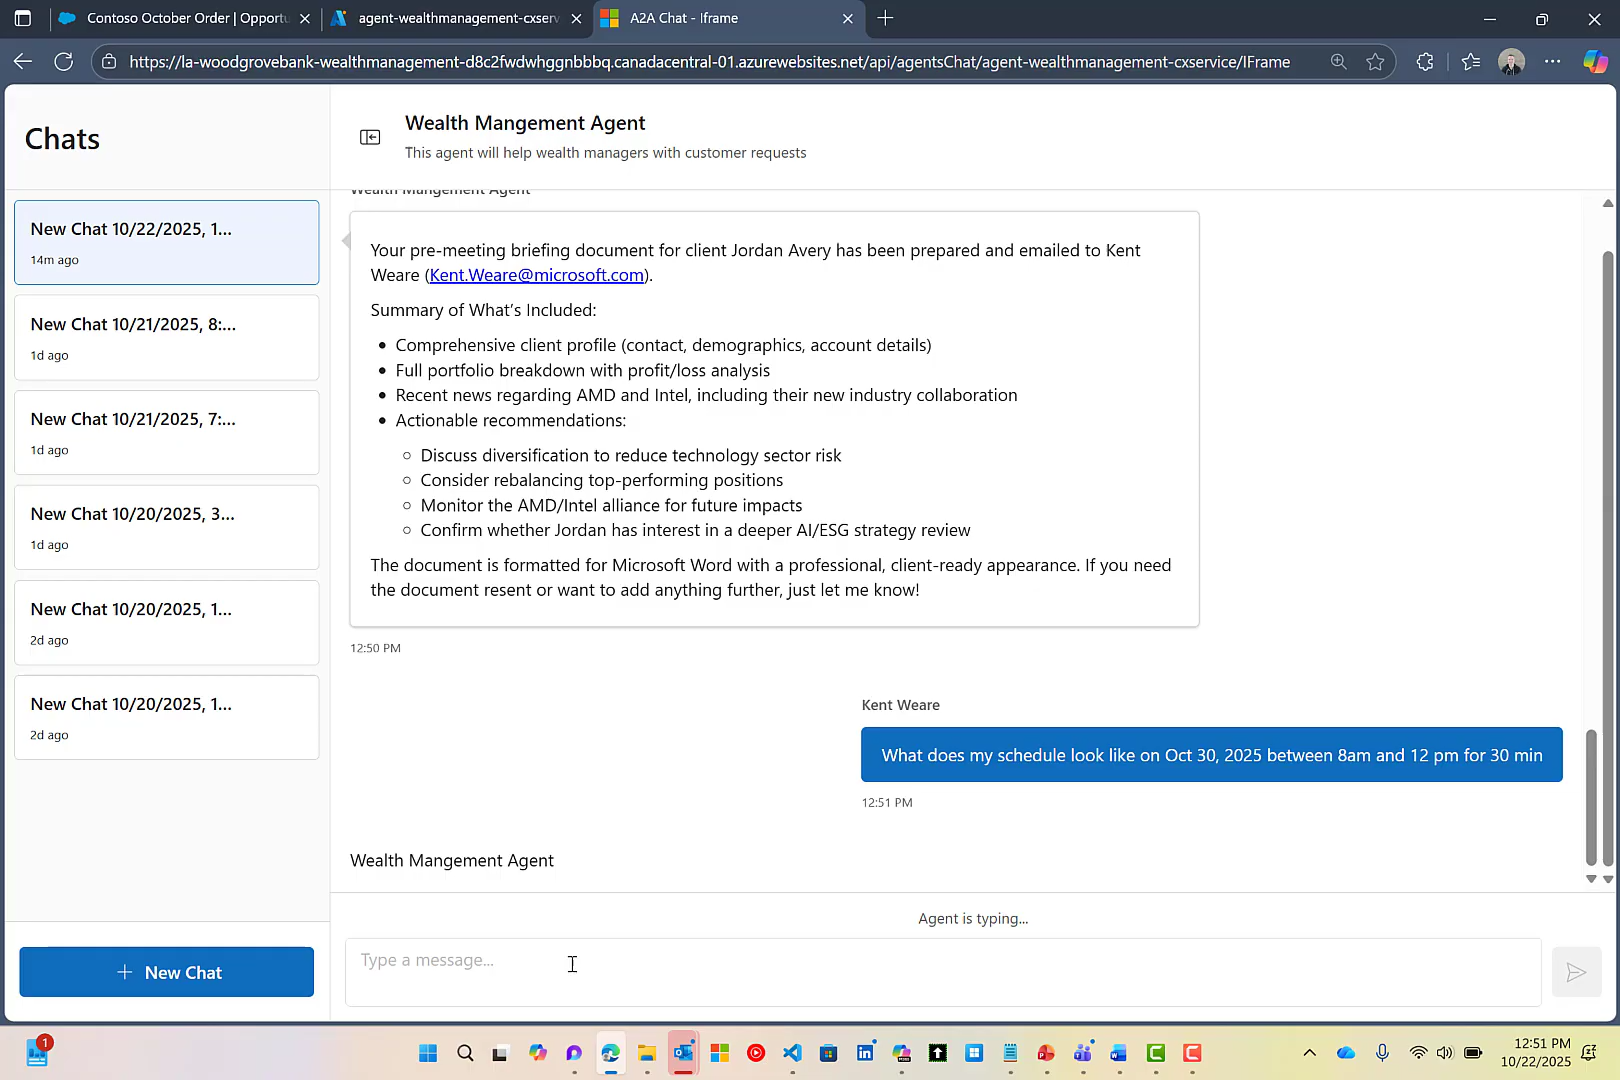 Contoso October Order | Opportu
agent-wealthmanagement-cxserv
A2A Chat - Iframe
https://la-woodgrovebank-wealthmanagement-d8c2fwdwhggnbbbq.canadacentral-01.azurewebsites.net/api/agentsChat/agent-wealthmanagement-cxservice/IFrame
Chats
New Chat 10/22/2025, 1...
14m ago
New Chat 10/21/2025, 8:...
1d ago
New Chat 10/21/2025, 7:...
1d ago
New Chat 10/20/2025, 3...
1d ago
New Chat 10/20/2025, 1...
2d ago
New Chat 10/20/2025, 1...
2d ago
New Chat
Wealth Mangement Agent
This agent will help wealth managers with customer requests
Wealth Mangement Agent
Your pre-meeting briefing document for client Jordan Avery has been prepared and emailed to Kent
Weare (Kent.Weare@microsoft.com).
Summary of What's Included:
• Comprehensive client profile (contact, demographics, account details)
• Full portfolio breakdown with profit/loss analysis
• Recent news regarding AMD and Intel, including their new industry collaboration
• Actionable recommendations:
◦ Discuss diversification to reduce technology sector risk
◦ Consider rebalancing top-performing positions
◦ Monitor the AMD/Intel alliance for future impacts
◦ Confirm whether Jordan has interest in a deeper AI/ESG strategy review
The document is formatted for Microsoft Word with a professional, client-ready appearance. If you need
the document resent or want to add anything further, just let me know!
12:50 PM
Kent Weare
What does my schedule look like on Oct 30, 2025 between 8am and 12 pm for 30 min
12:51 PM
Wealth Mangement Agent
Agent is typing...
Type a message...
1
12:51 PM
10/22/2025